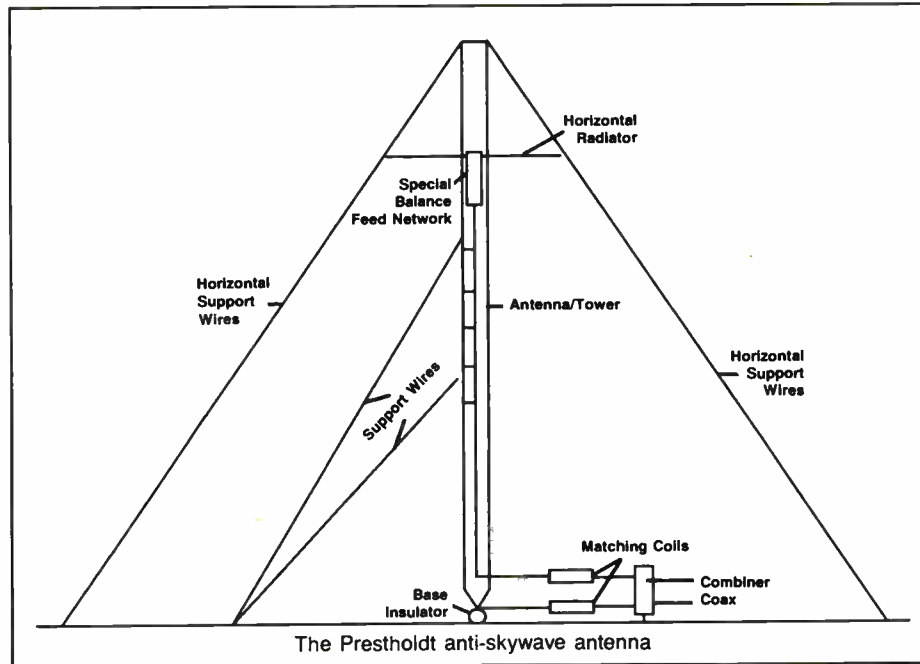 Horizontal
Radiator
Special
Balance
Feed Network
Horizontal
Support
Wires
Antenna/Tower
Horizontal
Support
Wires
Support Wires
Matching Coils
Combiner
Coax
Base
Insulator
The Prestholdt anti-skywave antenna